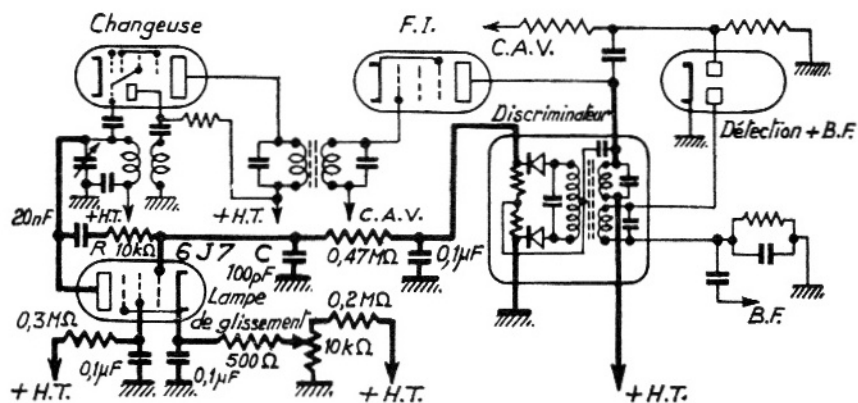 Changeuse
F.I.
C.A.V.
Discriminateur
Détection + B.F.
20nF
+H.T.
+H.T.
C.A.V.
R
10kΩ
6J7
C
100pF
0,47MΩ
0,1µF
Lampe
de glissement
0,2MΩ
B.F.
0,3MΩ
0,1µF
0,1µF
500Ω
10kΩ
+H.T.
+H.T.
+H.T.